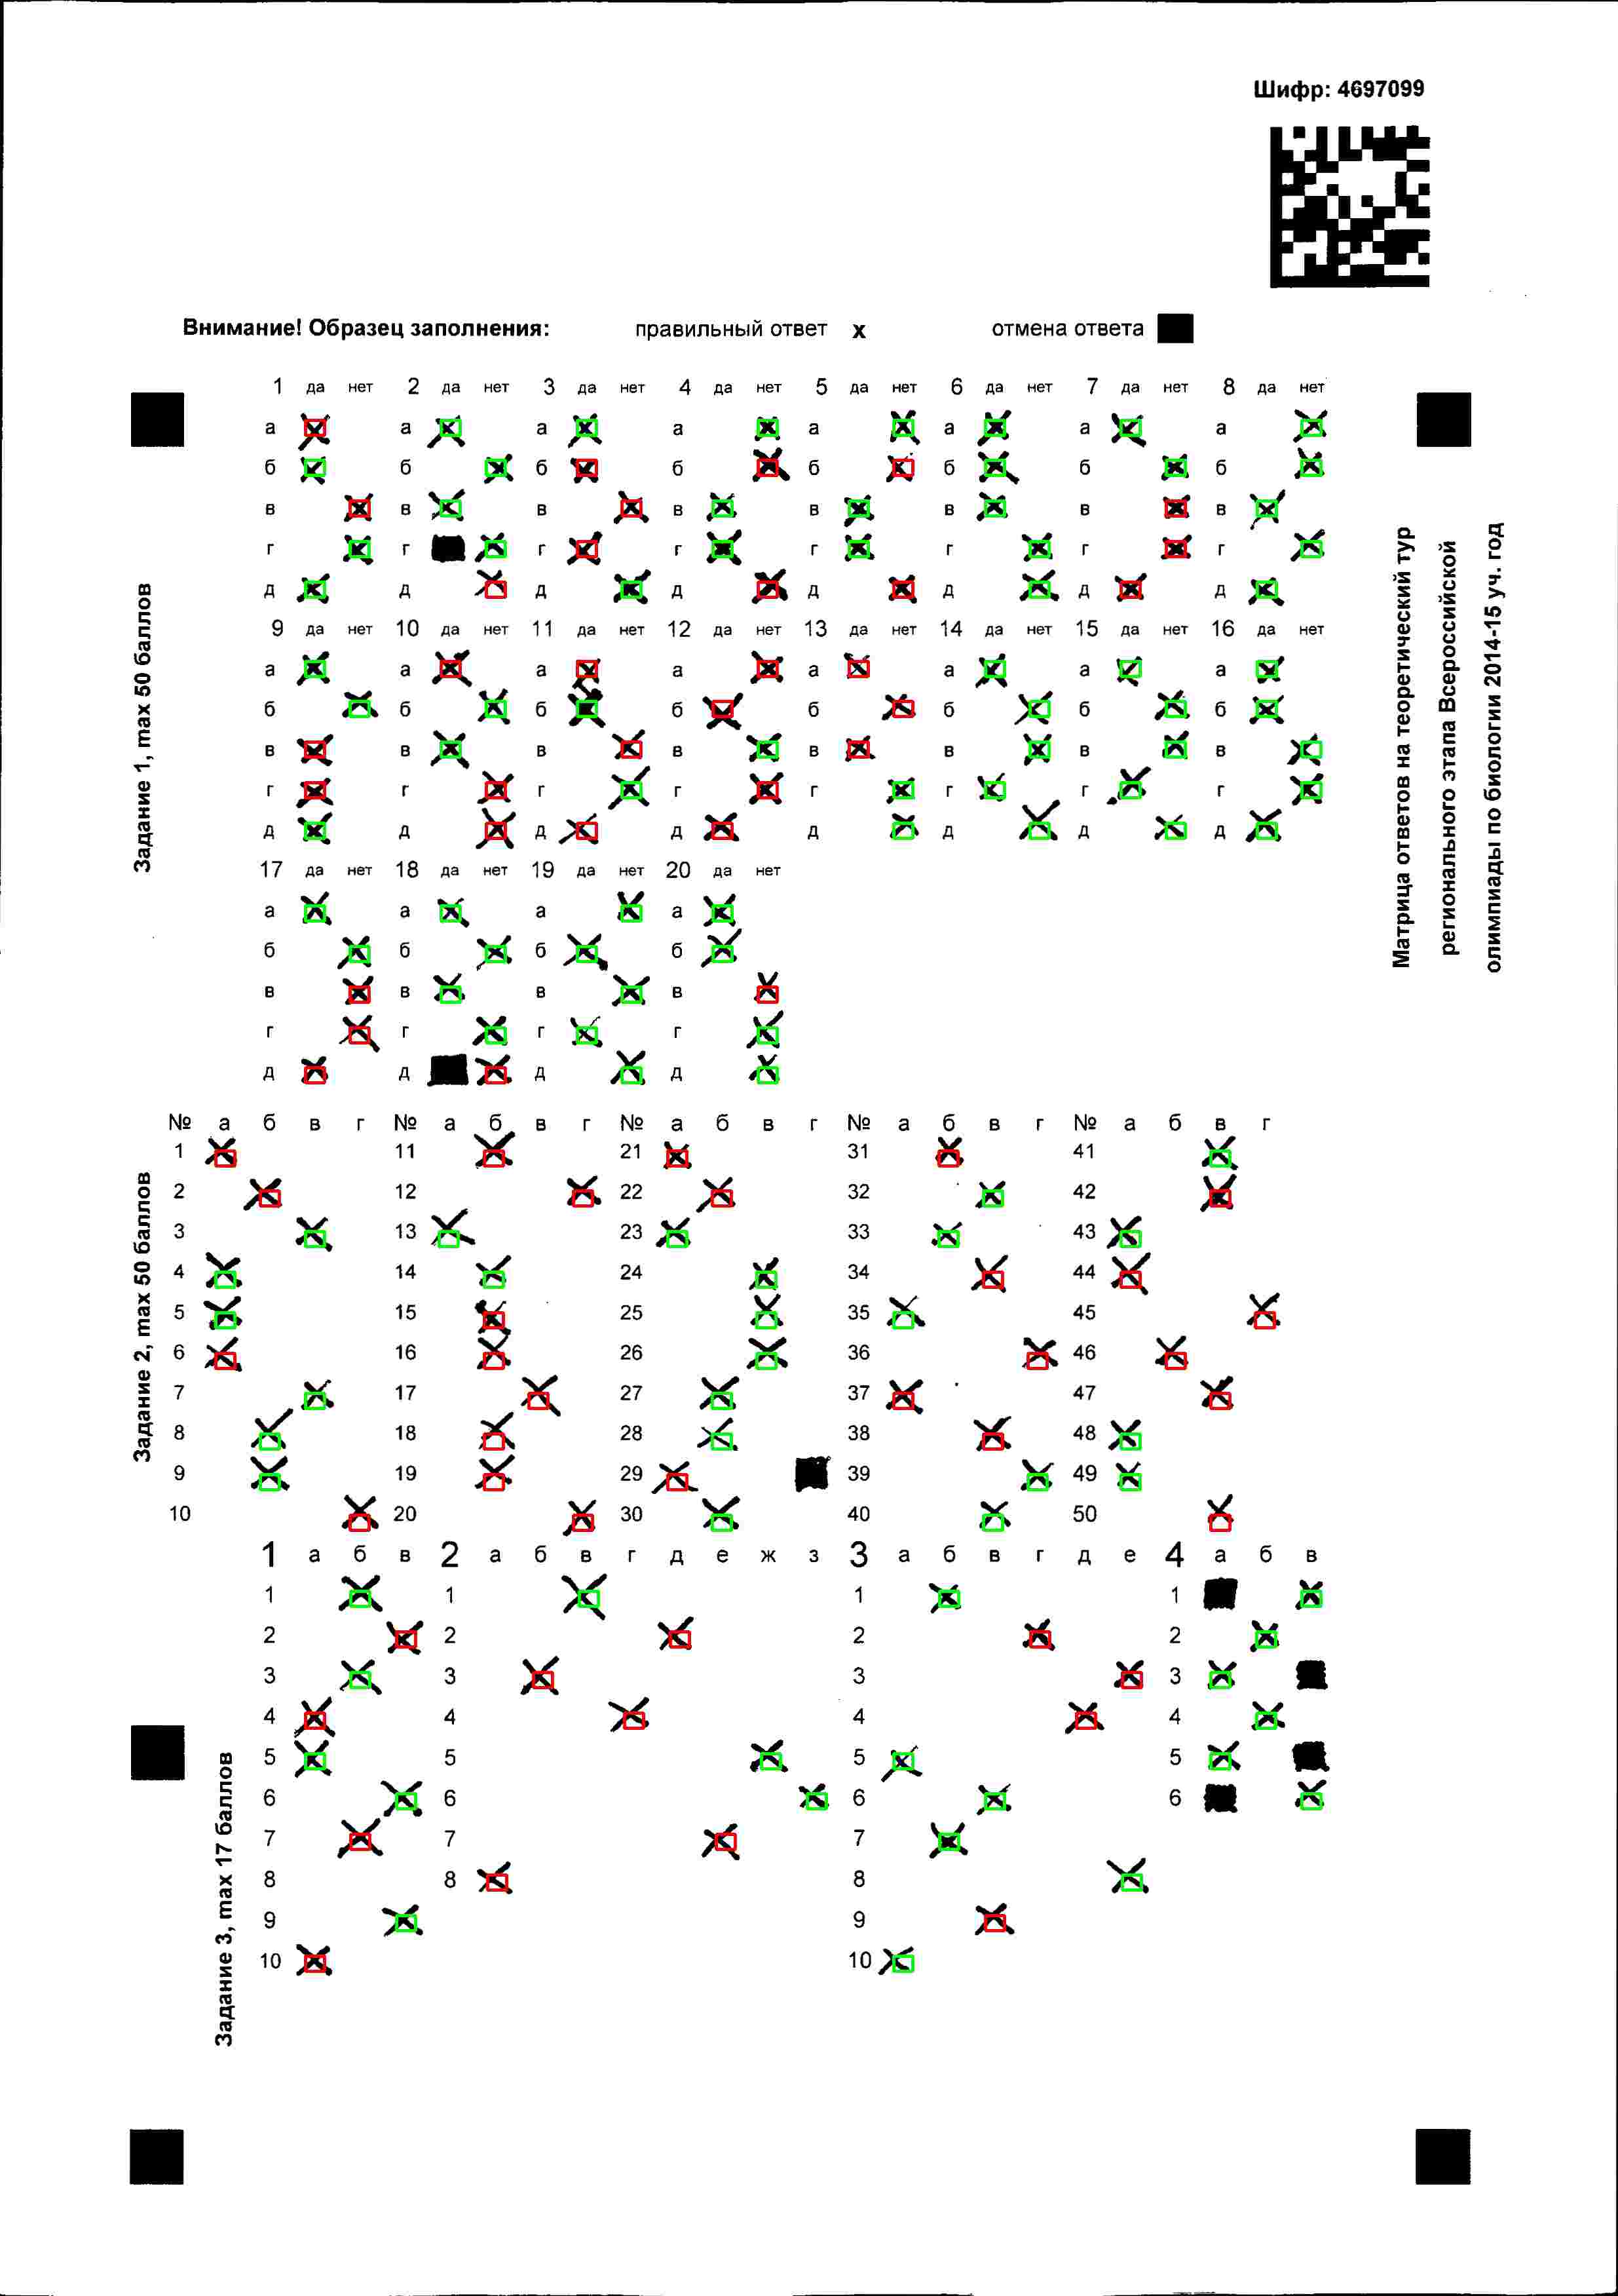 Шифр: 4697099
Внимание! Образец заполнения: правильный ответ x отмена ответа
1 да нет 2 да нет 3 да нет 4 да нет 5 да нет 6 да нет 7 да нет 8 да нет
а а а а а а а а
б б б б б б б б
в в в в в в в в
г г г г г г г г
д д д д д д д д
9 да нет 10 да нет 11 да нет 12 да нет 13 да нет 14 да нет 15 да нет 16 да нет
а а а а а а а а
б б б б б б б б
в в в в в в в в
г г г г г г г г
д д д д д д д д
17 да нет 18 да нет 19 да нет 20 да нет
а а а а
б б б б
в в в в
г г г г
д д д д
Задание 1, max 50 баллов
Матрица ответов на теоретический тур
регионального этапа Всероссийской
олимпиады по биологии 2014-15 уч. год
№ а б в г № а б в г № а б в г № а б в г № а б в г
1 11 21 31 41
2 12 22 32 42
3 13 23 33 43
4 14 24 34 44
5 15 25 35 45
6 16 26 36 46
7 17 27 37 47
8 18 28 38 48
9 19 29 39 49
10 20 30 40 50
Задание 2, max 50 баллов
1 а б в 2 а б в г д е ж з 3 а б в г д е 4 а б в
1 1 1 1
2 2 2 2
3 3 3 3
4 4 4 4
5 5 5 5
6 6 6 6
7 7 7
8 8 8
9 9
10 10
Задание 3, max 17 баллов